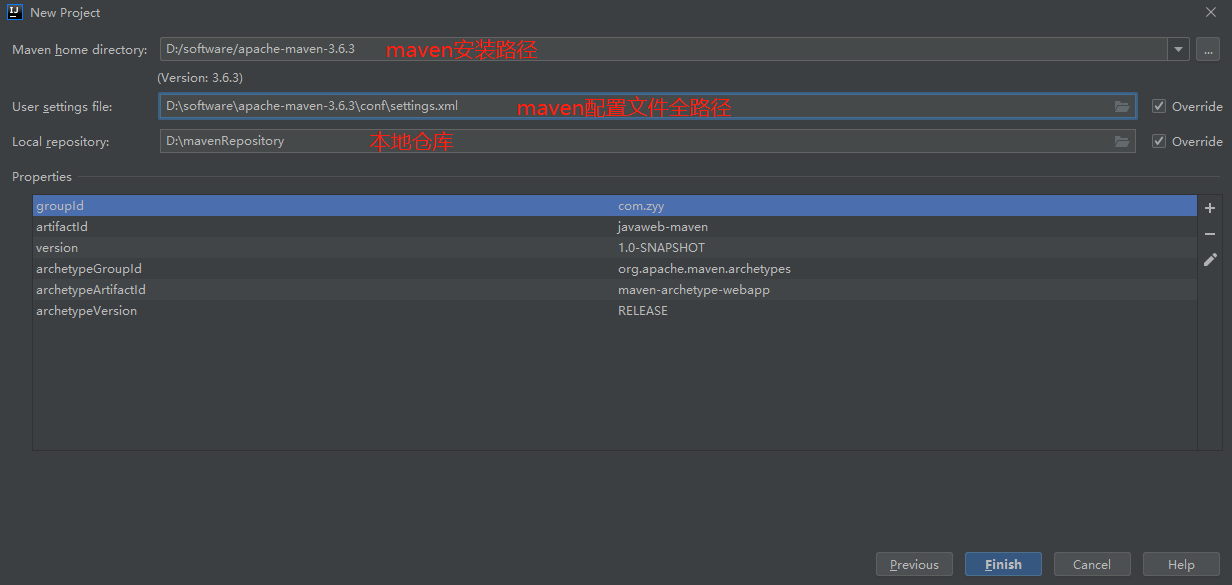 New Project
Maven home directory: D:/software/apache-maven-3.6.3 maven安装路径 ...
(Version: 3.6.3)
User settings file: D:\software\apache-maven-3.6.3\conf\settings.xml maven配置文件全路径 Override
Local repository: D:\mavenRepository 本地仓库 Override
Properties
groupId com.zyy
artifactId javaweb-maven
version 1.0-SNAPSHOT
archetypeGroupId org.apache.maven.archetypes
archetypeArtifactId maven-archetype-webapp
archetypeVersion RELEASE
Previous Finish Cancel Help